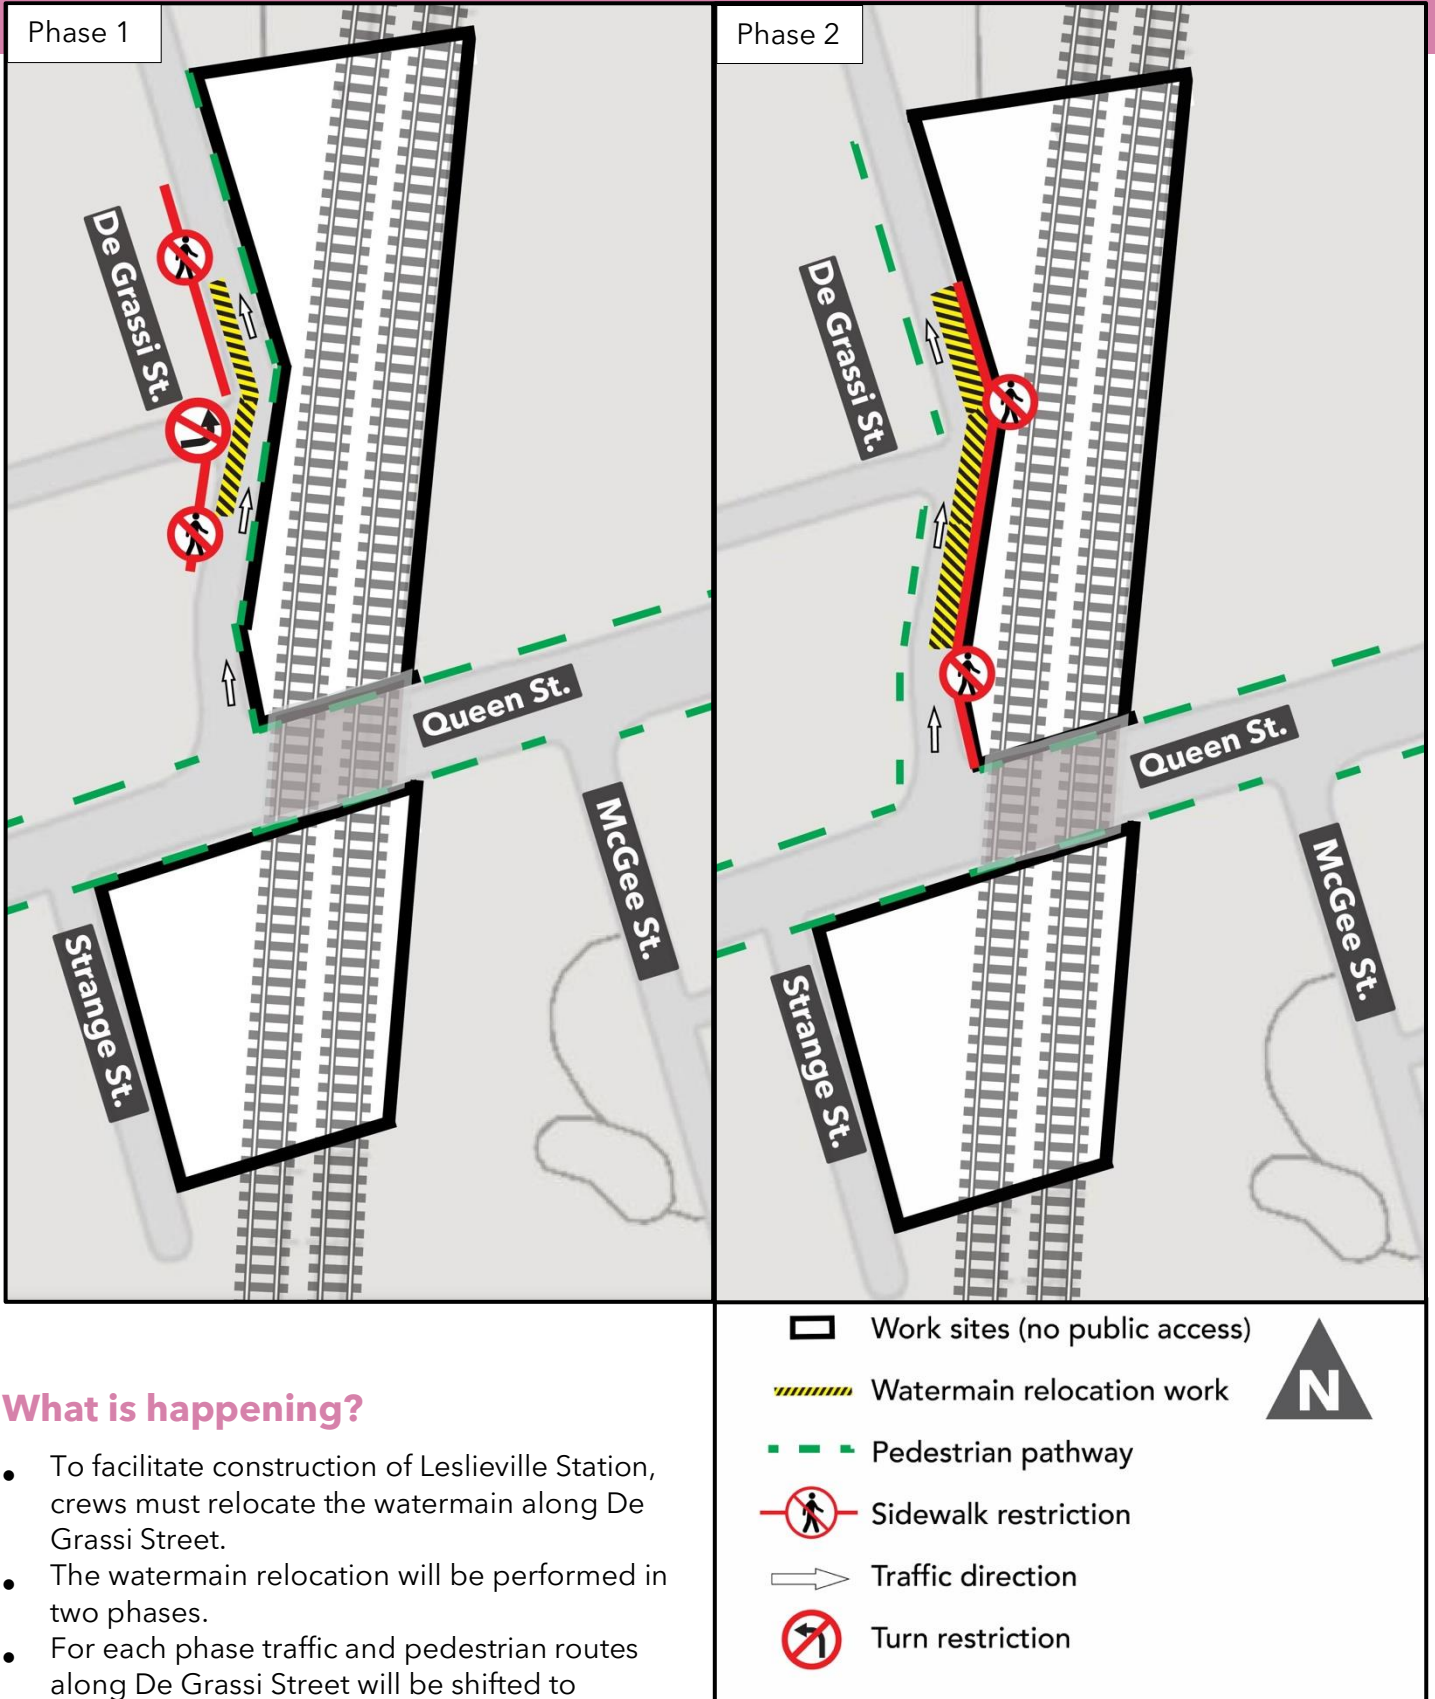 Phase 1
De Grassi St.
Queen St.
McGee St.
Strange St.
Phase 2
De Grassi St.
Queen St.
McGee St.
Strange St.
What is happening?
• To facilitate construction of Leslieville Station,
crews must relocate the watermain along De
Grassi Street.
• The watermain relocation will be performed in
two phases.
• For each phase traffic and pedestrian routes
along De Grassi Street will be shifted to
Work sites (no public access)
Watermain relocation work
Pedestrian pathway
Sidewalk restriction
Traffic direction
Turn restriction
N